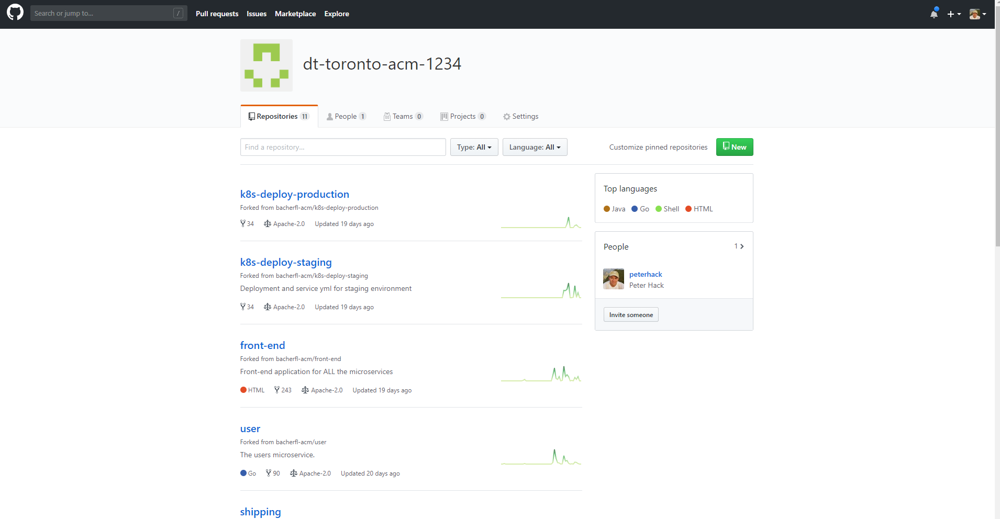 Search or jump to... /
Pull requests Issues Marketplace Explore
dt-toronto-acm-1234
Repositories 11 People 1 Teams 0 Projects 0 Settings
Find a repository... Type: All Language: All Customize pinned repositories New
k8s-deploy-production
Forked from bacherfl-acm/k8s-deploy-production
34 Apache-2.0 Updated 19 days ago
k8s-deploy-staging
Forked from bacherfl-acm/k8s-deploy-staging
Deployment and service yml for staging environment
34 Apache-2.0 Updated 19 days ago
front-end
Forked from bacherfl-acm/front-end
Front-end application for ALL the microservices
HTML 243 Apache-2.0 Updated 19 days ago
user
Forked from bacherfl-acm/user
The users microservice.
Go 90 Apache-2.0 Updated 20 days ago
shipping
Top languages
Java Go Shell HTML
People 1
peterhack
Peter Hack
Invite someone